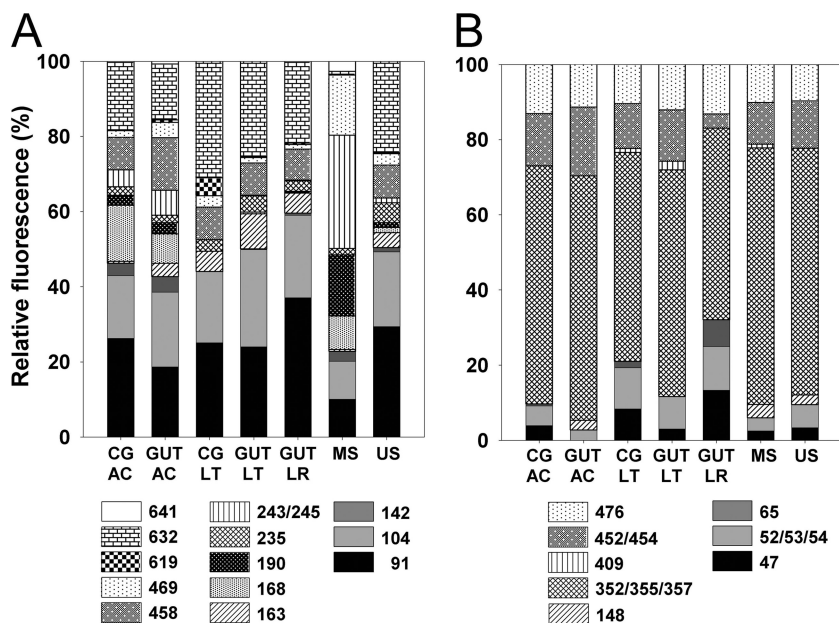 A
B
Relative fluorescence (%)
100
80
60
40
20
0
CG AC
GUT AC
CG LT
GUT LT
GUT LR
MS
US
641
632
619
469
458
243/245
235
190
168
163
142
104
91
100
80
60
40
20
0
CG AC
GUT AC
CG LT
GUT LT
GUT LR
MS
US
476
452/454
409
352/355/357
148
65
52/53/54
47